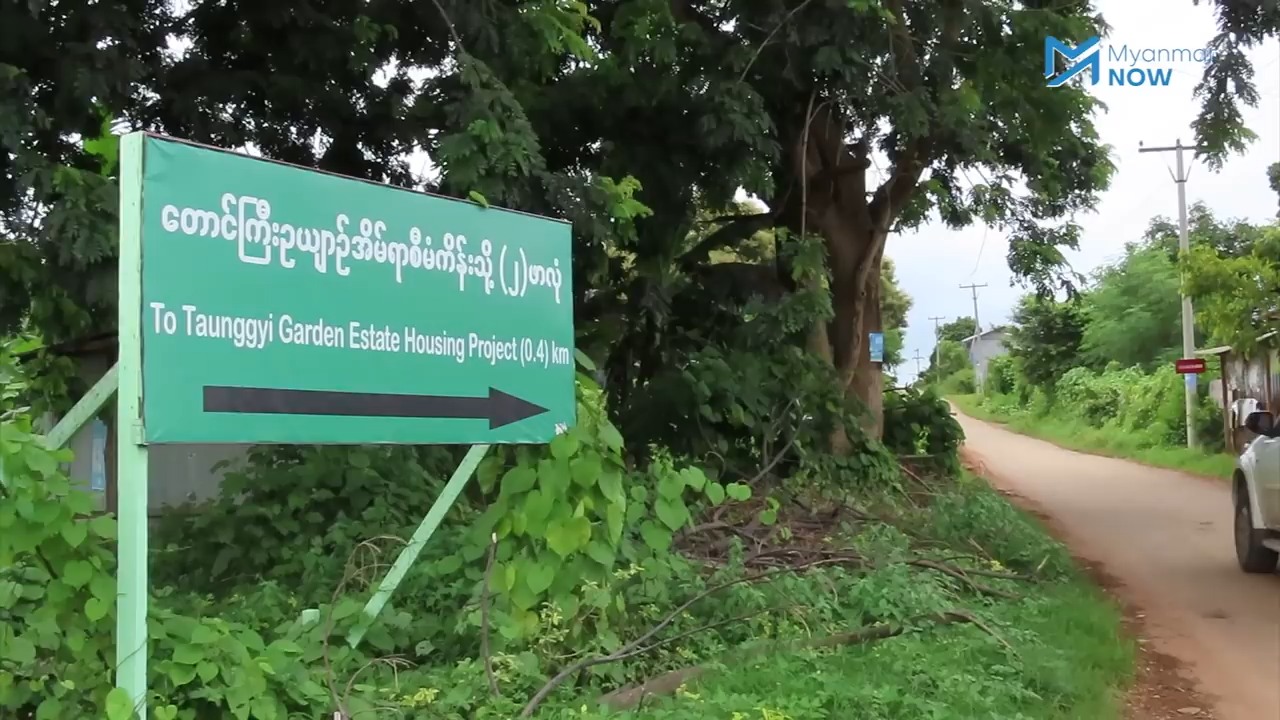 တောင်ကြီးဥယျာဉ်အိမ်ရာစီမံကိန်းသို့ (၂)ဖာလုံ
To Taunggyi Garden Estate Housing Project (0.4) km
Myanmar
NOW